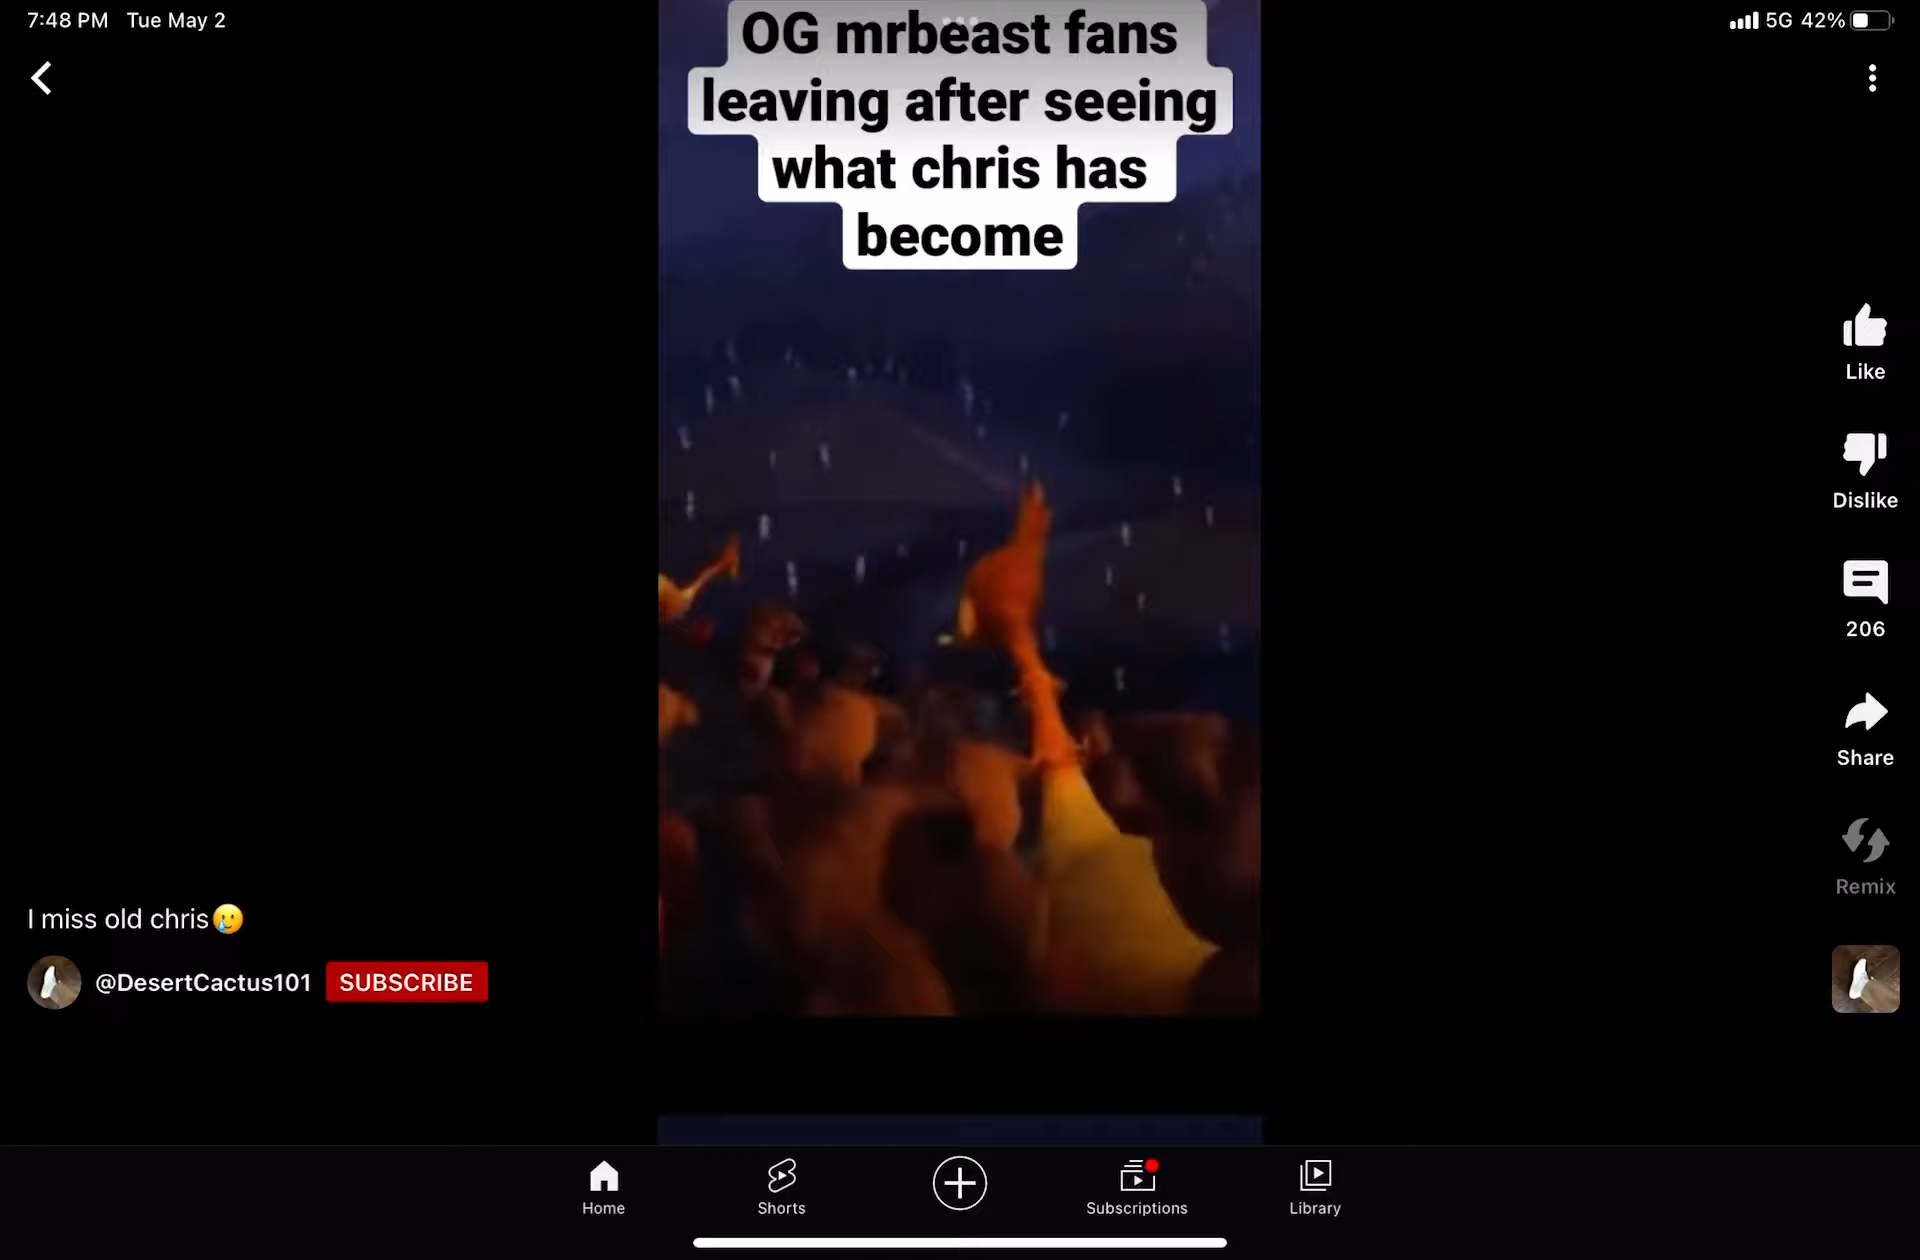 7:48 PM Tue May 2
5G 42%
OG mrbeast fans
leaving after seeing
what chris has
become
Like
Dislike
206
Share
Remix
I miss old chris🥲
@DesertCactus101 SUBSCRIBE
Home Shorts Subscriptions Library